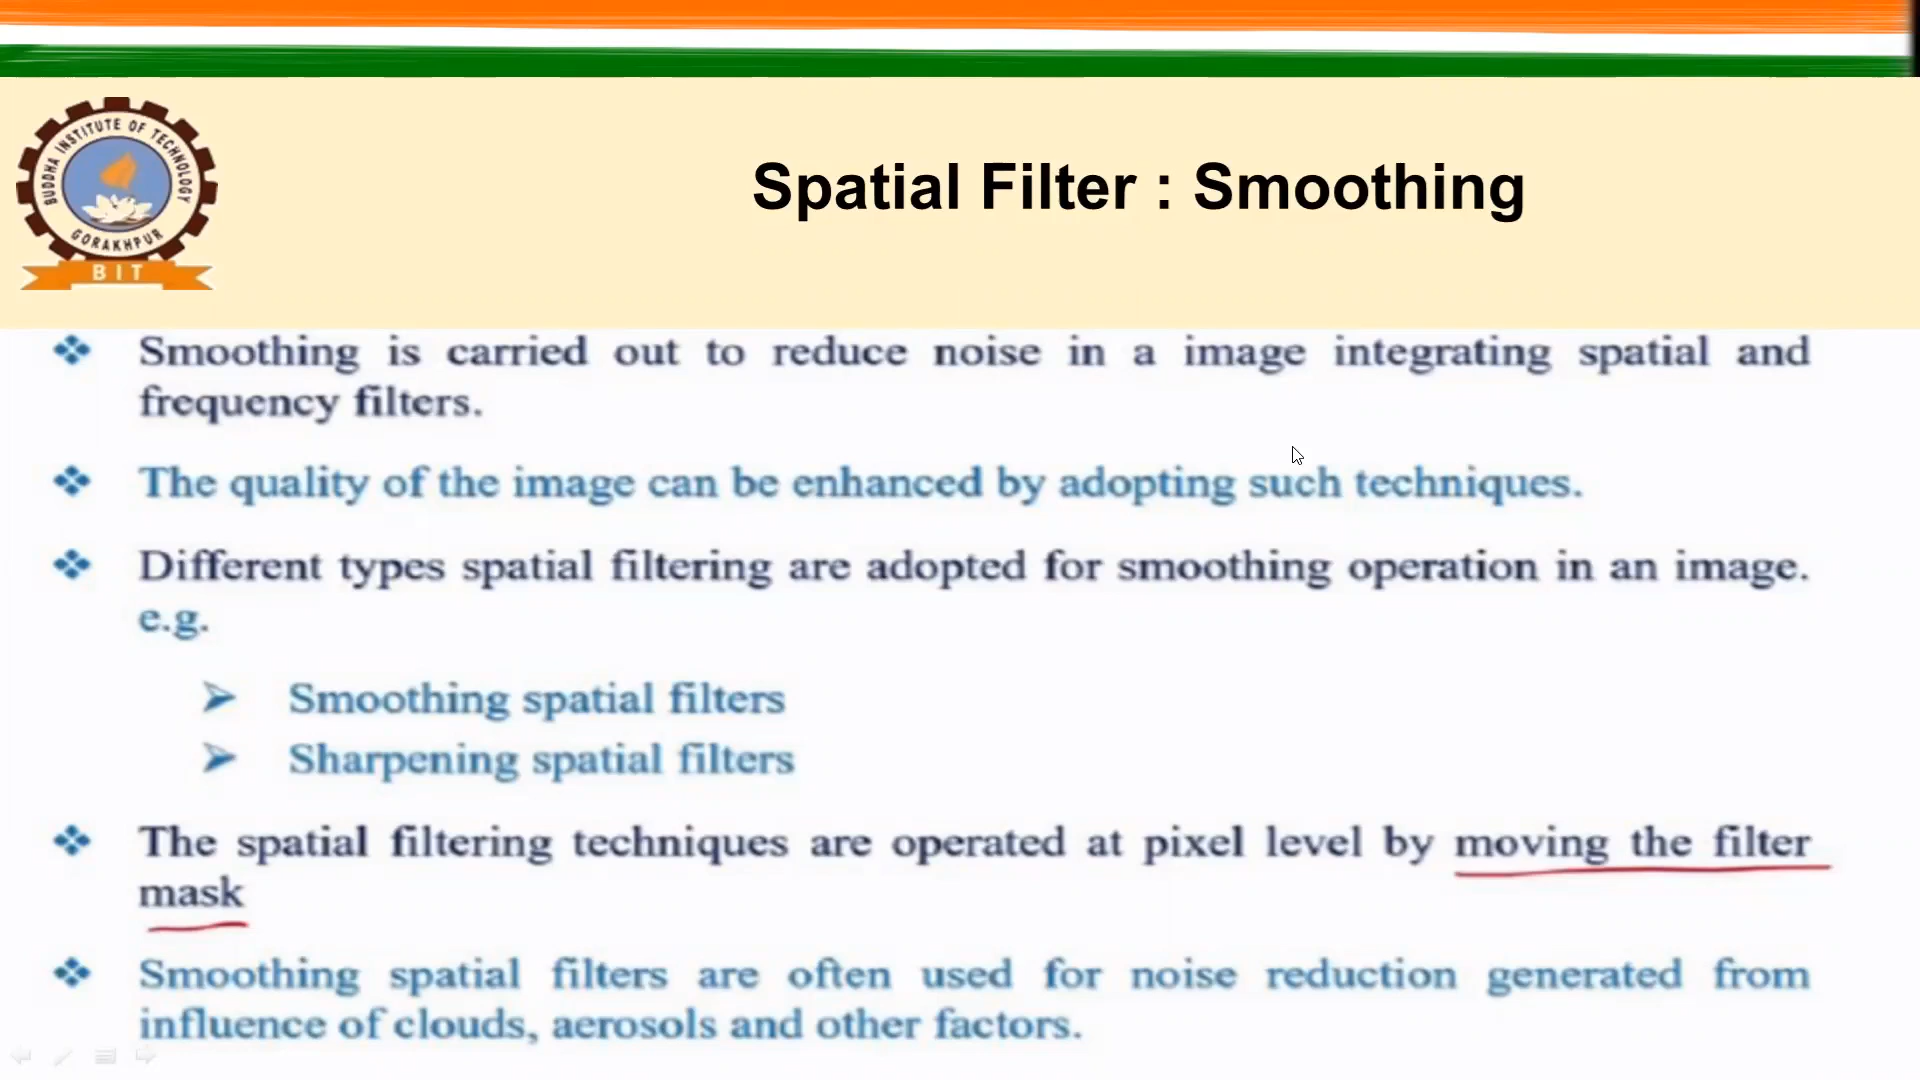 BUDDHA INSTITUTE OF TECHNOLOGY
GORAKHPUR
BIT
Spatial Filter : Smoothing
Smoothing is carried out to reduce noise in a image integrating spatial and
frequency filters.
The quality of the image can be enhanced by adopting such techniques.
Different types spatial filtering are adopted for smoothing operation in an image.
e.g.
Smoothing spatial filters
Sharpening spatial filters
The spatial filtering techniques are operated at pixel level by moving the filter
mask
Smoothing spatial filters are often used for noise reduction generated from
influence of clouds, aerosols and other factors.